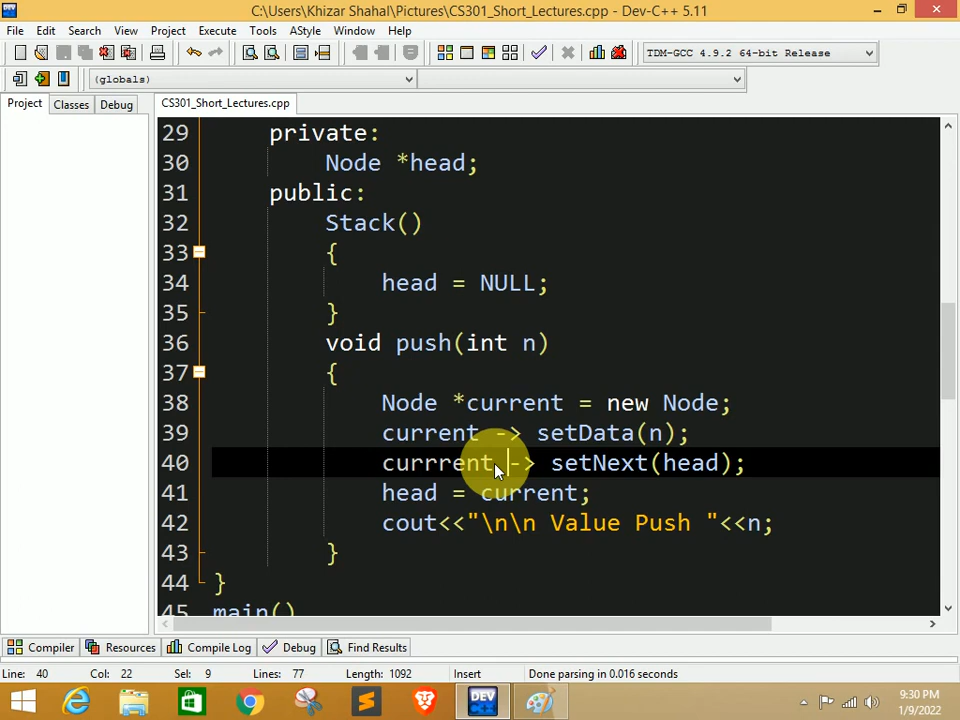 C:\Users\Khizar Shahal\Pictures\CS301_Short_Lectures.cpp - Dev-C++ 5.11
File Edit Search View Project Execute Tools AStyle Window Help
TDM-GCC 4.9.2 64-bit Release
(globals)
Project Classes Debug
CS301_Short_Lectures.cpp
29 private:
30 Node *head;
31 public:
32 Stack()
33 {
34 head = NULL;
35 }
36 void push(int n)
37 {
38 Node *current = new Node;
39 current -> setData(n);
40 currrent -> setNext(head);
41 head = current;
42 cout<<"\n\n Value Push "<<n;
43 }
44 }
45 main()
Compiler Resources Compile Log Debug Find Results
Line: 40 Col: 22 Sel: 9 Lines: 77 Length: 1092 Insert Done parsing in 0.016 seconds
DEV C++
9:30 PM
1/9/2022